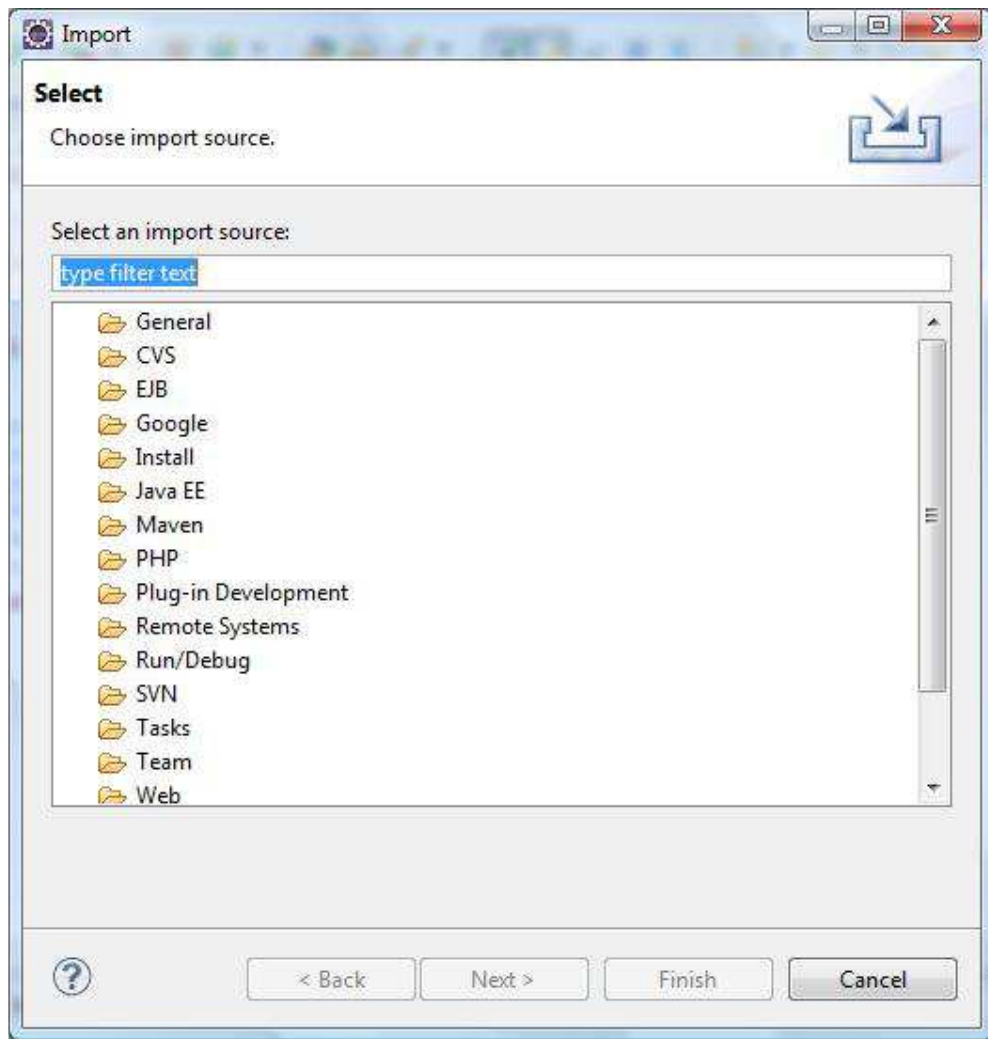 Import
Select
Choose import source.
Select an import source:
type filter text
General
CVS
EJB
Google
Install
Java EE
Maven
PHP
Plug-in Development
Remote Systems
Run/Debug
SVN
Tasks
Team
Web
< Back Next > Finish Cancel